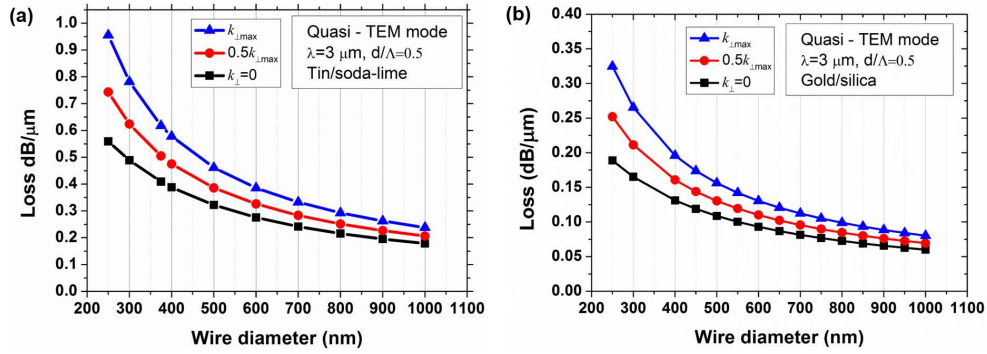 (a)
1.0
0.9
0.8
0.7
0.6
0.5
0.4
0.3
0.2
0.1
0.0
Loss dB/μm
k⊥max
0.5k⊥max
k⊥=0
Quasi - TEM mode
λ=3 μm, d/Λ=0.5
Tin/soda-lime
200 300 400 500 600 700 800 900 1000 1100
Wire diameter (nm)
(b)
0.40
0.35
0.30
0.25
0.20
0.15
0.10
0.05
0.00
Loss (dB/μm)
k⊥max
0.5k⊥max
k⊥=0
Quasi - TEM mode
λ=3 μm, d/Λ=0.5
Gold/silica
200 300 400 500 600 700 800 900 1000 1100
Wire diameter (nm)